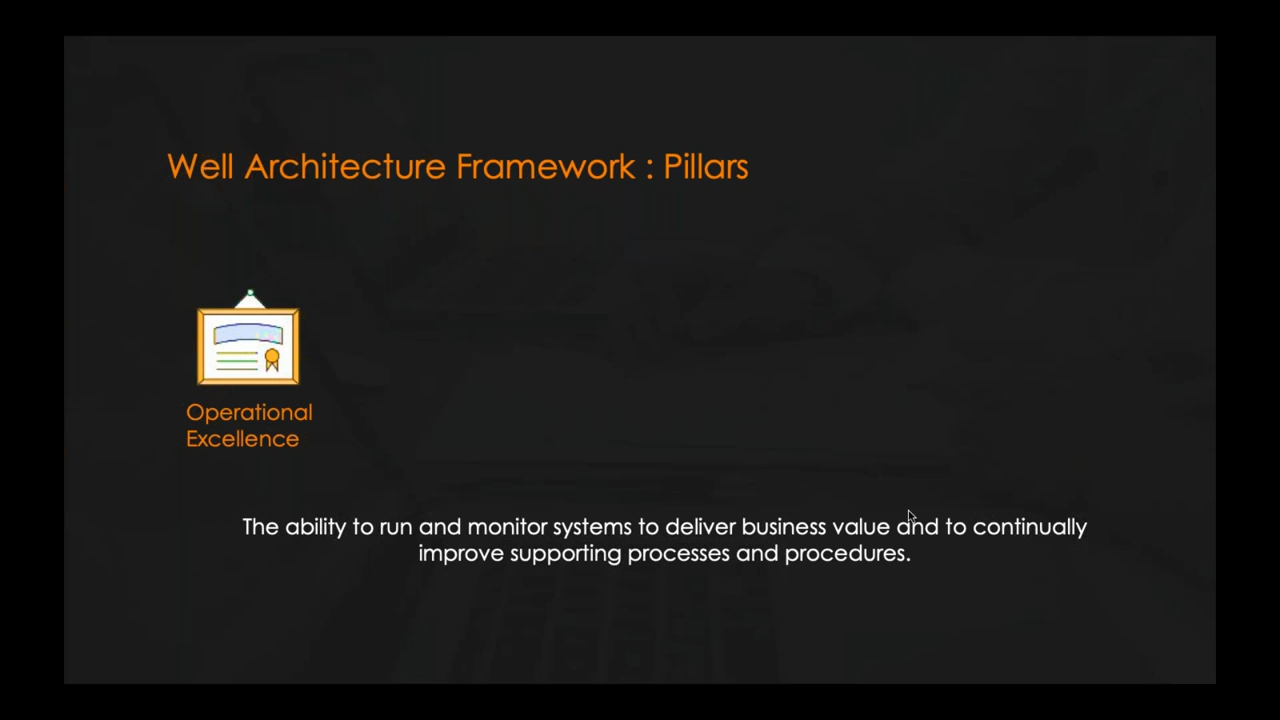 Well Architecture Framework : Pillars
Operational
Excellence
The ability to run and monitor systems to deliver business value and to continually
improve supporting processes and procedures.